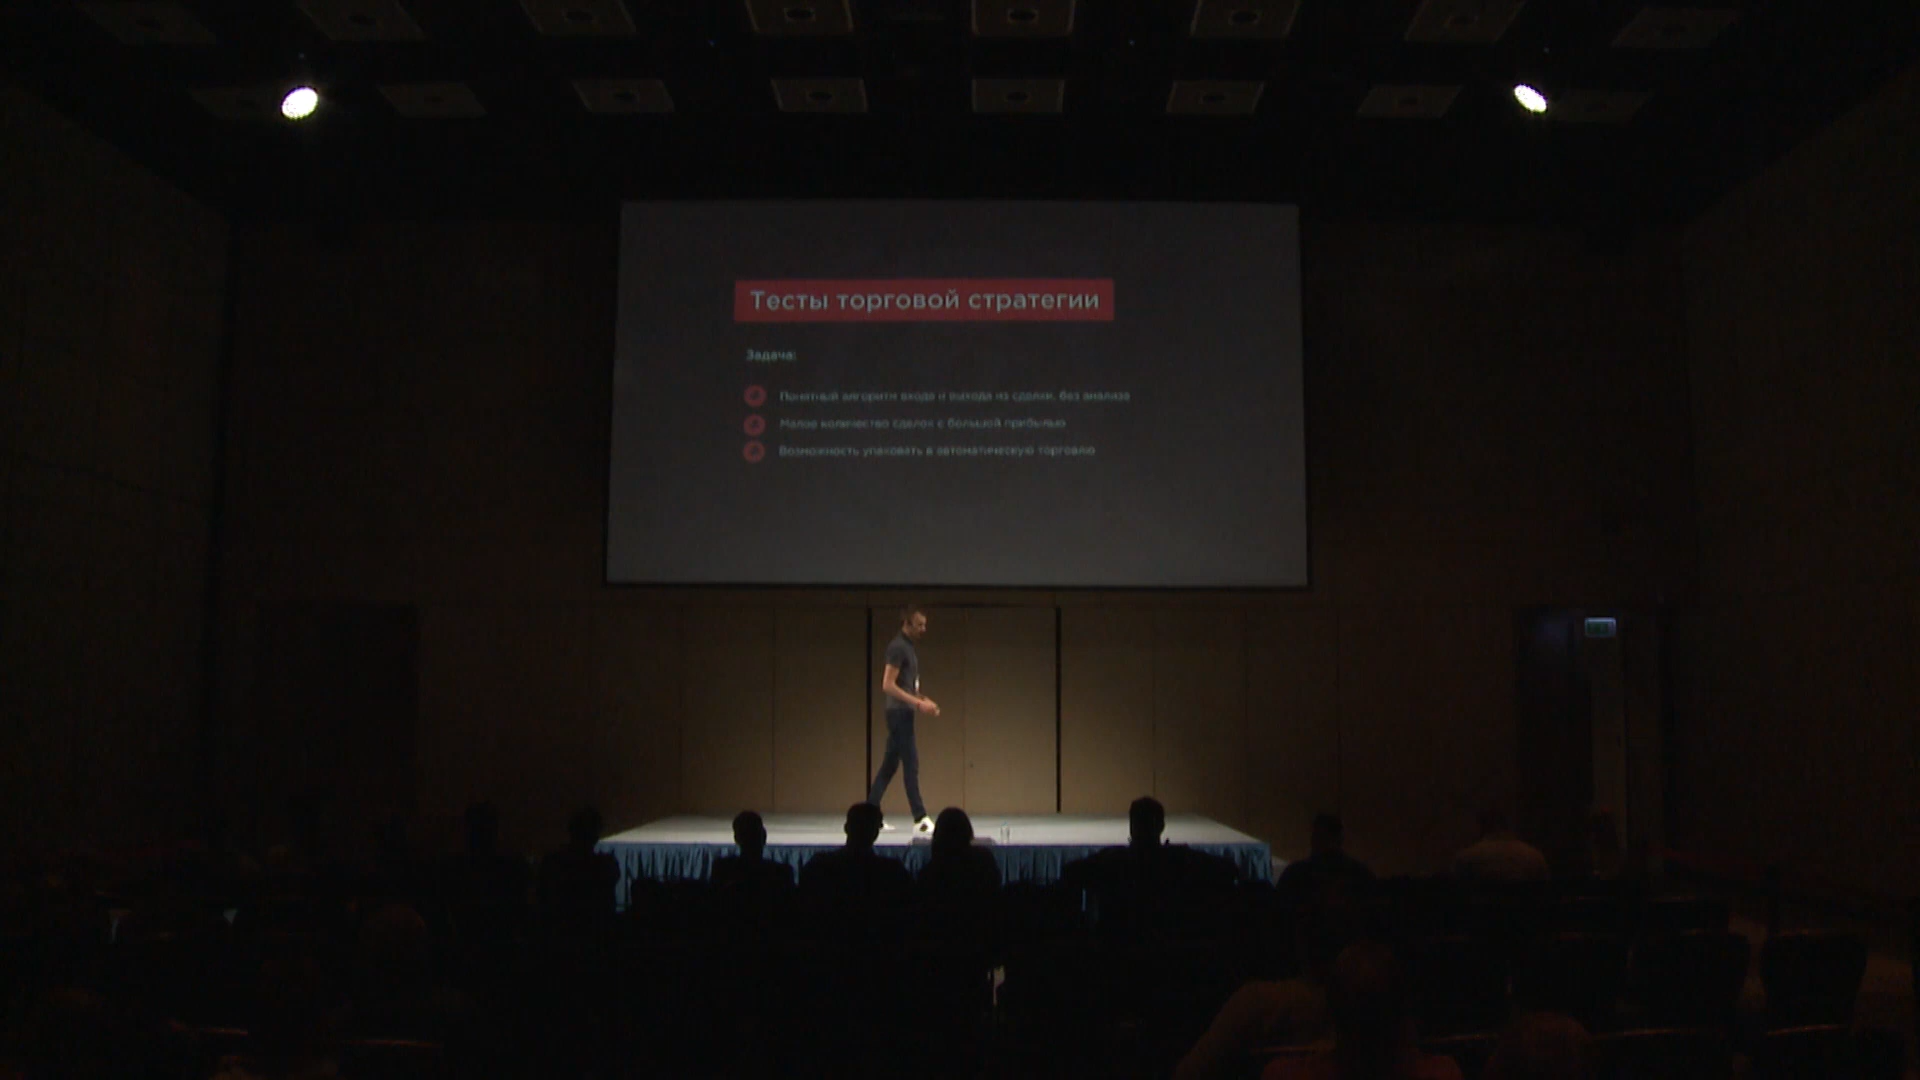 Тесты торговой стратегии
Задача:
Понятный алгоритм входа и выхода из сделки, без анализа
Малое количество сделок с большой прибылью
Возможность упаковать в автоматическую торговлю